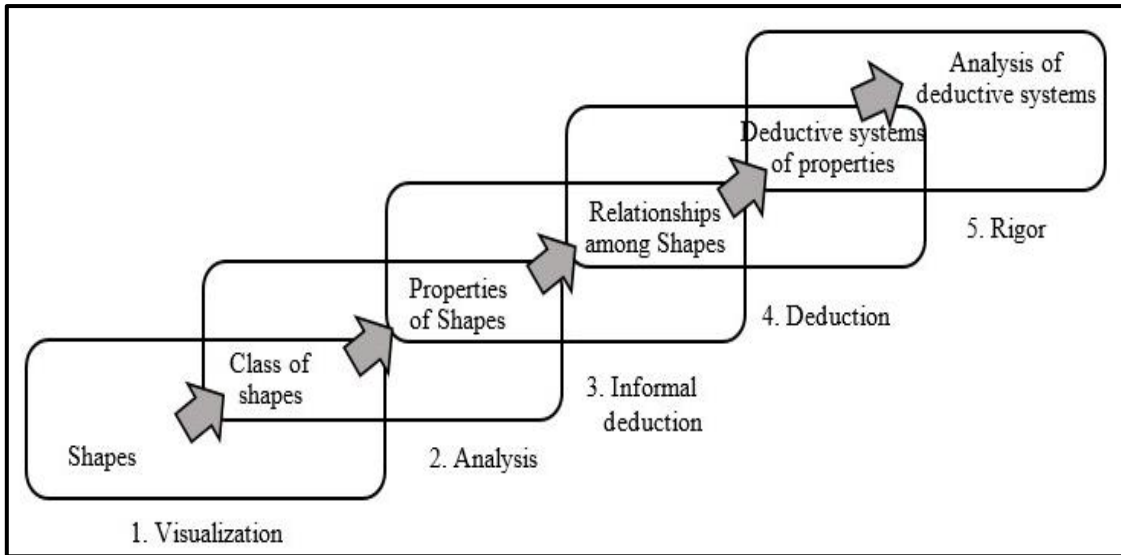 Shapes
1. Visualization
Class of
shapes
2. Analysis
Properties
of Shapes
3. Informal
deduction
Relationships
among Shapes
4. Deduction
Deductive systems
of properties
5. Rigor
Analysis of
deductive systems